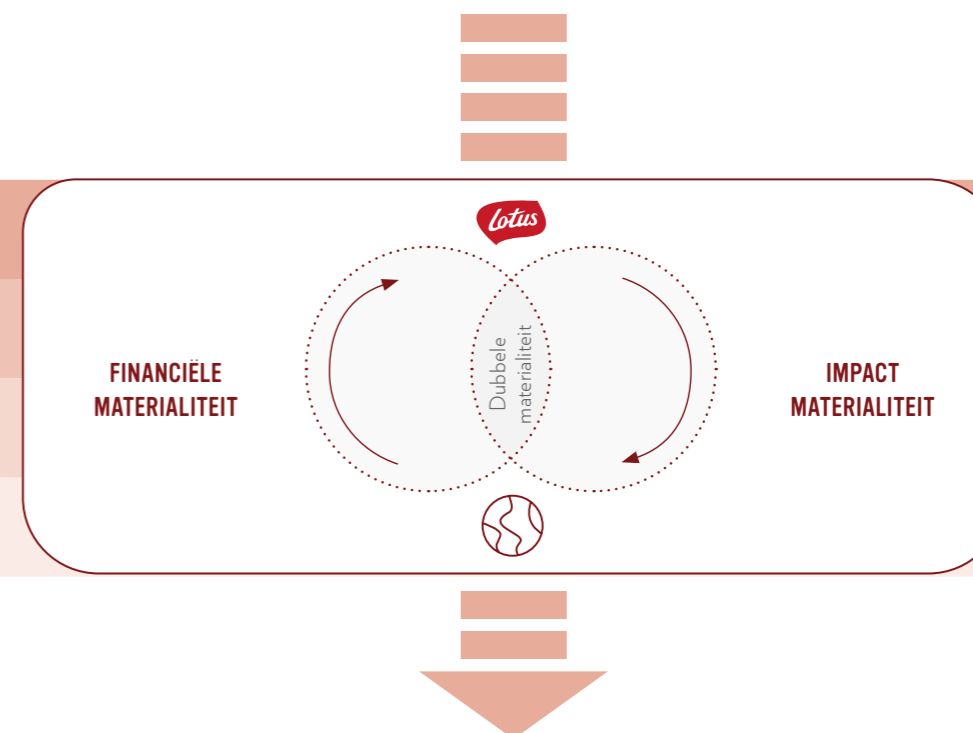 Lotus
FINANCIËLE
MATERIALITEIT
Dubbele
materialiteit
IMPACT
MATERIALITEIT